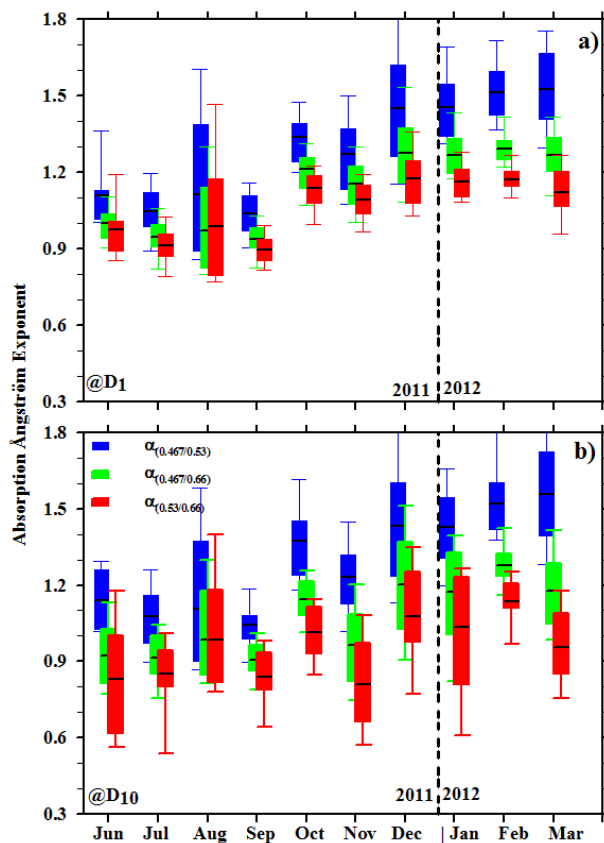 1.8
a)
1.5
1.2
0.9
0.6
@D1
2011
2012
0.3
Absorption Ångström Exponent
1.8
α(0.467/0.53)
b)
α(0.467/0.66)
1.5
α(0.53/0.66)
1.2
0.9
0.6
@D10
2011
2012
0.3
Jun Jul Aug Sep Oct Nov Dec | Jan Feb Mar